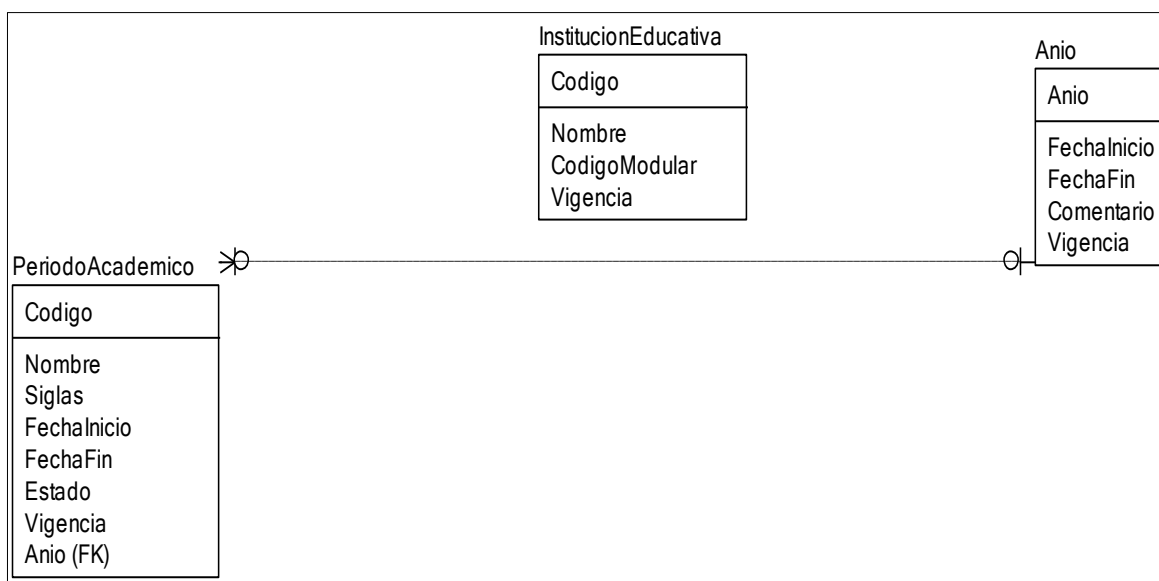 InstitucionEducativa
Codigo
Nombre
CodigoModular
Vigencia
Anio
Anio
FechaInicio
FechaFin
Comentario
Vigencia
PeriodoAcademico
Codigo
Nombre
Siglas
FechaInicio
FechaFin
Estado
Vigencia
Anio (FK)